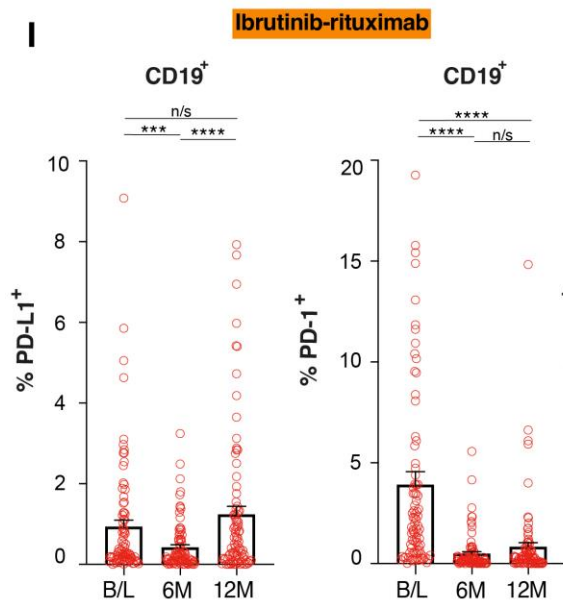 I
Ibrutinib-rituximab
CD19+
n/s
*** ****
% PD-L1+
10
8
6
4
2
0
B/L 6M 12M
CD19+
****
**** n/s
% PD-1+
20
15
10
5
0
B/L 6M 12M